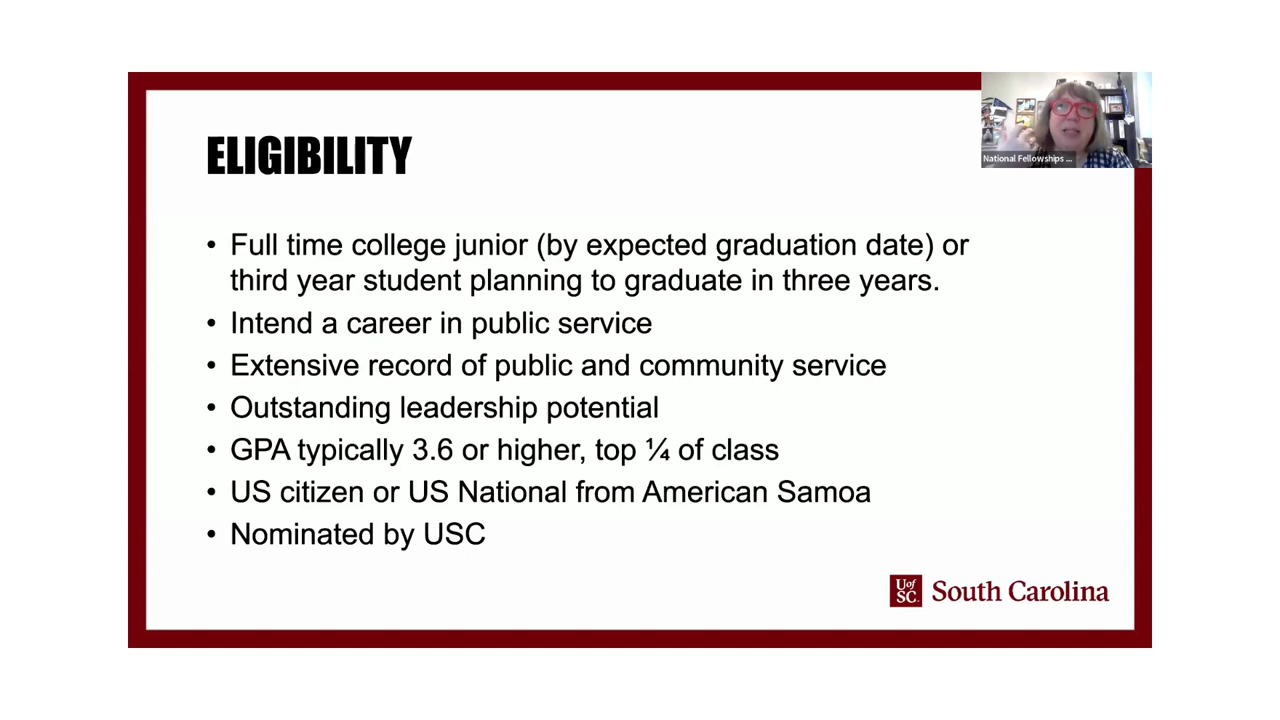 ELIGIBILITY
• Full time college junior (by expected graduation date) or
third year student planning to graduate in three years.
• Intend a career in public service
• Extensive record of public and community service
• Outstanding leadership potential
• GPA typically 3.6 or higher, top ¼ of class
• US citizen or US National from American Samoa
• Nominated by USC
National Fellowships ...
Uof
SC.
South Carolina